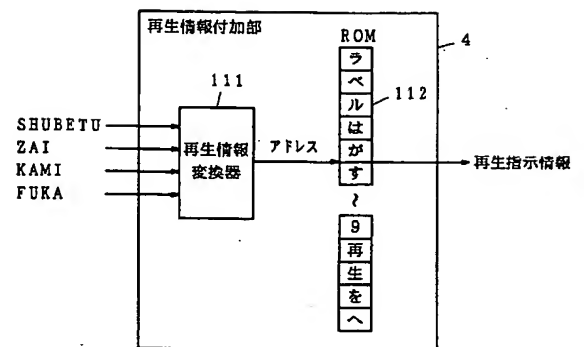 再生情報付加部
ROM
4
111
ラベルはがす
112
SHUBETU
ZAI
KAMI
FUKA
再生情報変換器
アドレス
再生指示情報
～
9再生をへ